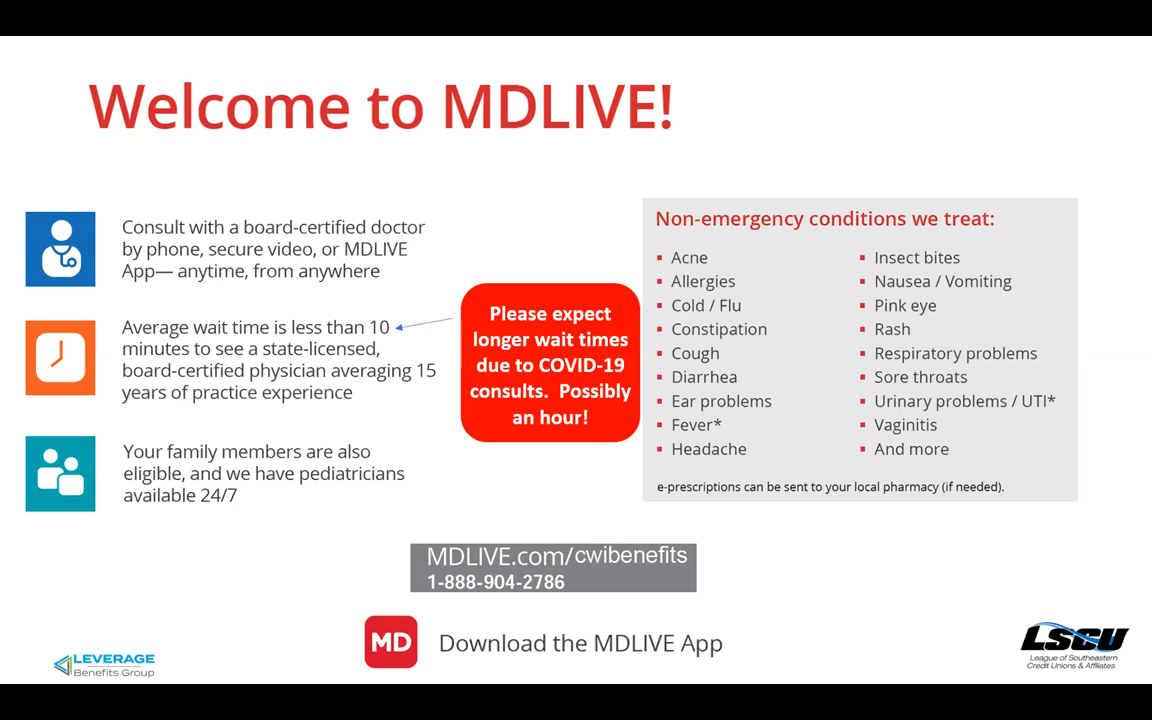 Welcome to MDLIVE!
Consult with a board-certified doctor
by phone, secure video, or MDLIVE
App— anytime, from anywhere
Average wait time is less than 10
minutes to see a state-licensed,
board-certified physician averaging 15
years of practice experience
Your family members are also
eligible, and we have pediatricians
available 24/7
Please expect
longer wait times
due to COVID-19
consults. Possibly
an hour!
Non-emergency conditions we treat:
▪ Acne
▪ Allergies
▪ Cold / Flu
▪ Constipation
▪ Cough
▪ Diarrhea
▪ Ear problems
▪ Fever*
▪ Headache
▪ Insect bites
▪ Nausea / Vomiting
▪ Pink eye
▪ Rash
▪ Respiratory problems
▪ Sore throats
▪ Urinary problems / UTI*
▪ Vaginitis
▪ And more
e-prescriptions can be sent to your local pharmacy (if needed).
MDLIVE.com/cwibenefits
1-888-904-2786
MD
Download the MDLIVE App
LEVERAGE
Benefits Group
LSCU
League of Southeastern
Credit Unions & Affiliates